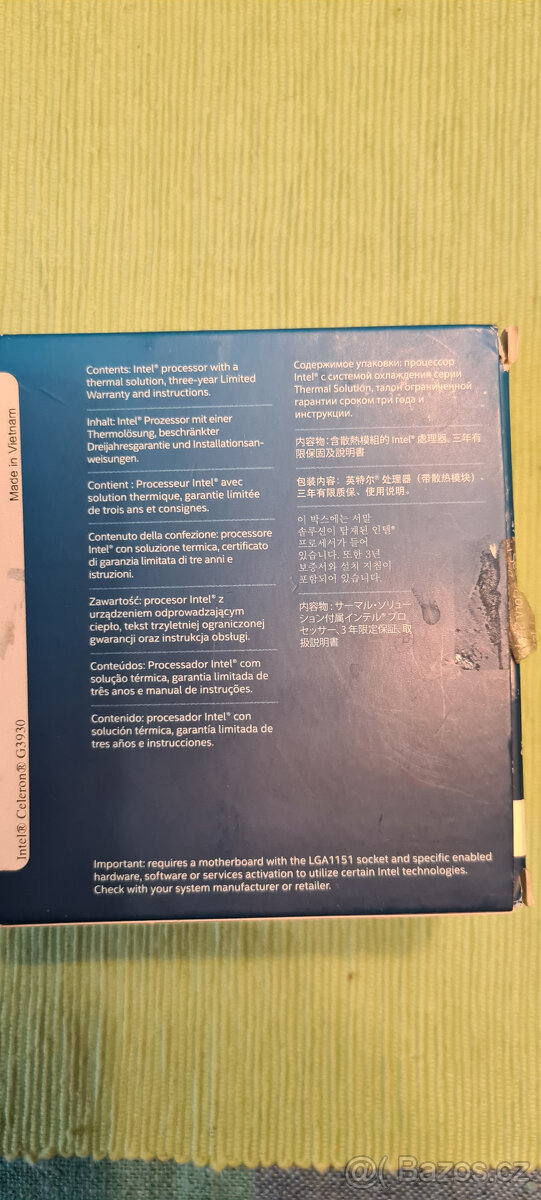 Contents: Intel® processor with a
thermal solution, three-year Limited
Warranty and instructions.
Inhalt: Intel® Prozessor mit einer
Thermolösung, beschränkter
Dreijahresgarantie und Installationsan-
weisungen.
Contient : Processeur Intel® avec
solution thermique, garantie limitée
de trois ans et consignes.
Contenuto della confezione: processore
Intel® con soluzione termica, certificato
di garanzia limitata di tre anni e
istruzioni.
Zawartość: procesor Intel® z
urządzeniem odprowadzającym
ciepło, tekst trzyletniej ograniczonej
gwarancji oraz instrukcja obsługi.
Conteúdos: Processador Intel® com
solução térmica, garantia limitada de
três anos e manual de instruções.
Contenido: procesador Intel® con
solución térmica, garantía limitada de
tres años e instrucciones.
Содержимое упаковки: процессор
Intel® с системой охлаждения серии
Thermal Solution, талон ограниченной
гарантии сроком три года и
инструкции.
內容物:含散熱模組的 Intel® 處理器, 三年有
限保固及說明書
包装内容：英特尔® 处理器（带散热模块）、
三年有限质保、使用说明。
이 박스에는 서말
솔루션이 탑재된 인텔®
프로세서가 들어
있습니다. 또한 3년
보증서와 설치 지침이
포함되어 있습니다.
内容物 : サーマル・ソリュー
ション付属インテル® プロ
セッサー、3 年限定保証、取
扱説明書
Important: requires a motherboard with the LGA1151 socket and specific enabled
hardware, software or services activation to utilize certain Intel technologies.
Check with your system manufacturer or retailer.
Made in Vietnam
Intel® Celeron® G3930
Bazos.cz